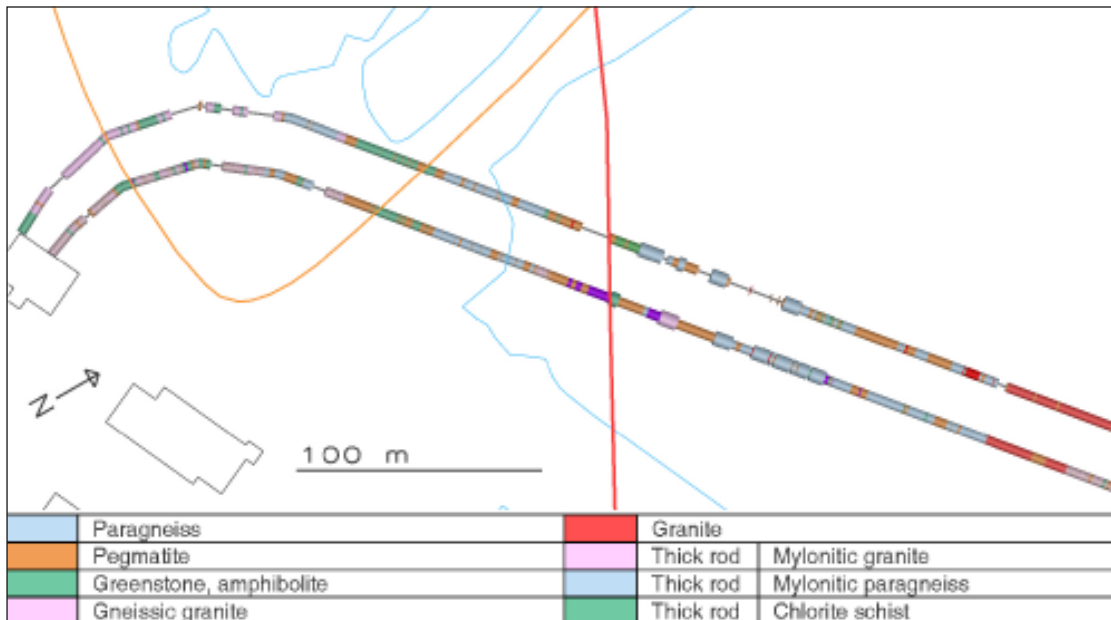 N
100 m
Paragneiss Granite
Pegmatite Thick rod Mylonitic granite
Greenstone, amphibolite Thick rod Mylonitic paragneiss
Gneissic granite Thick rod Chlorite schist